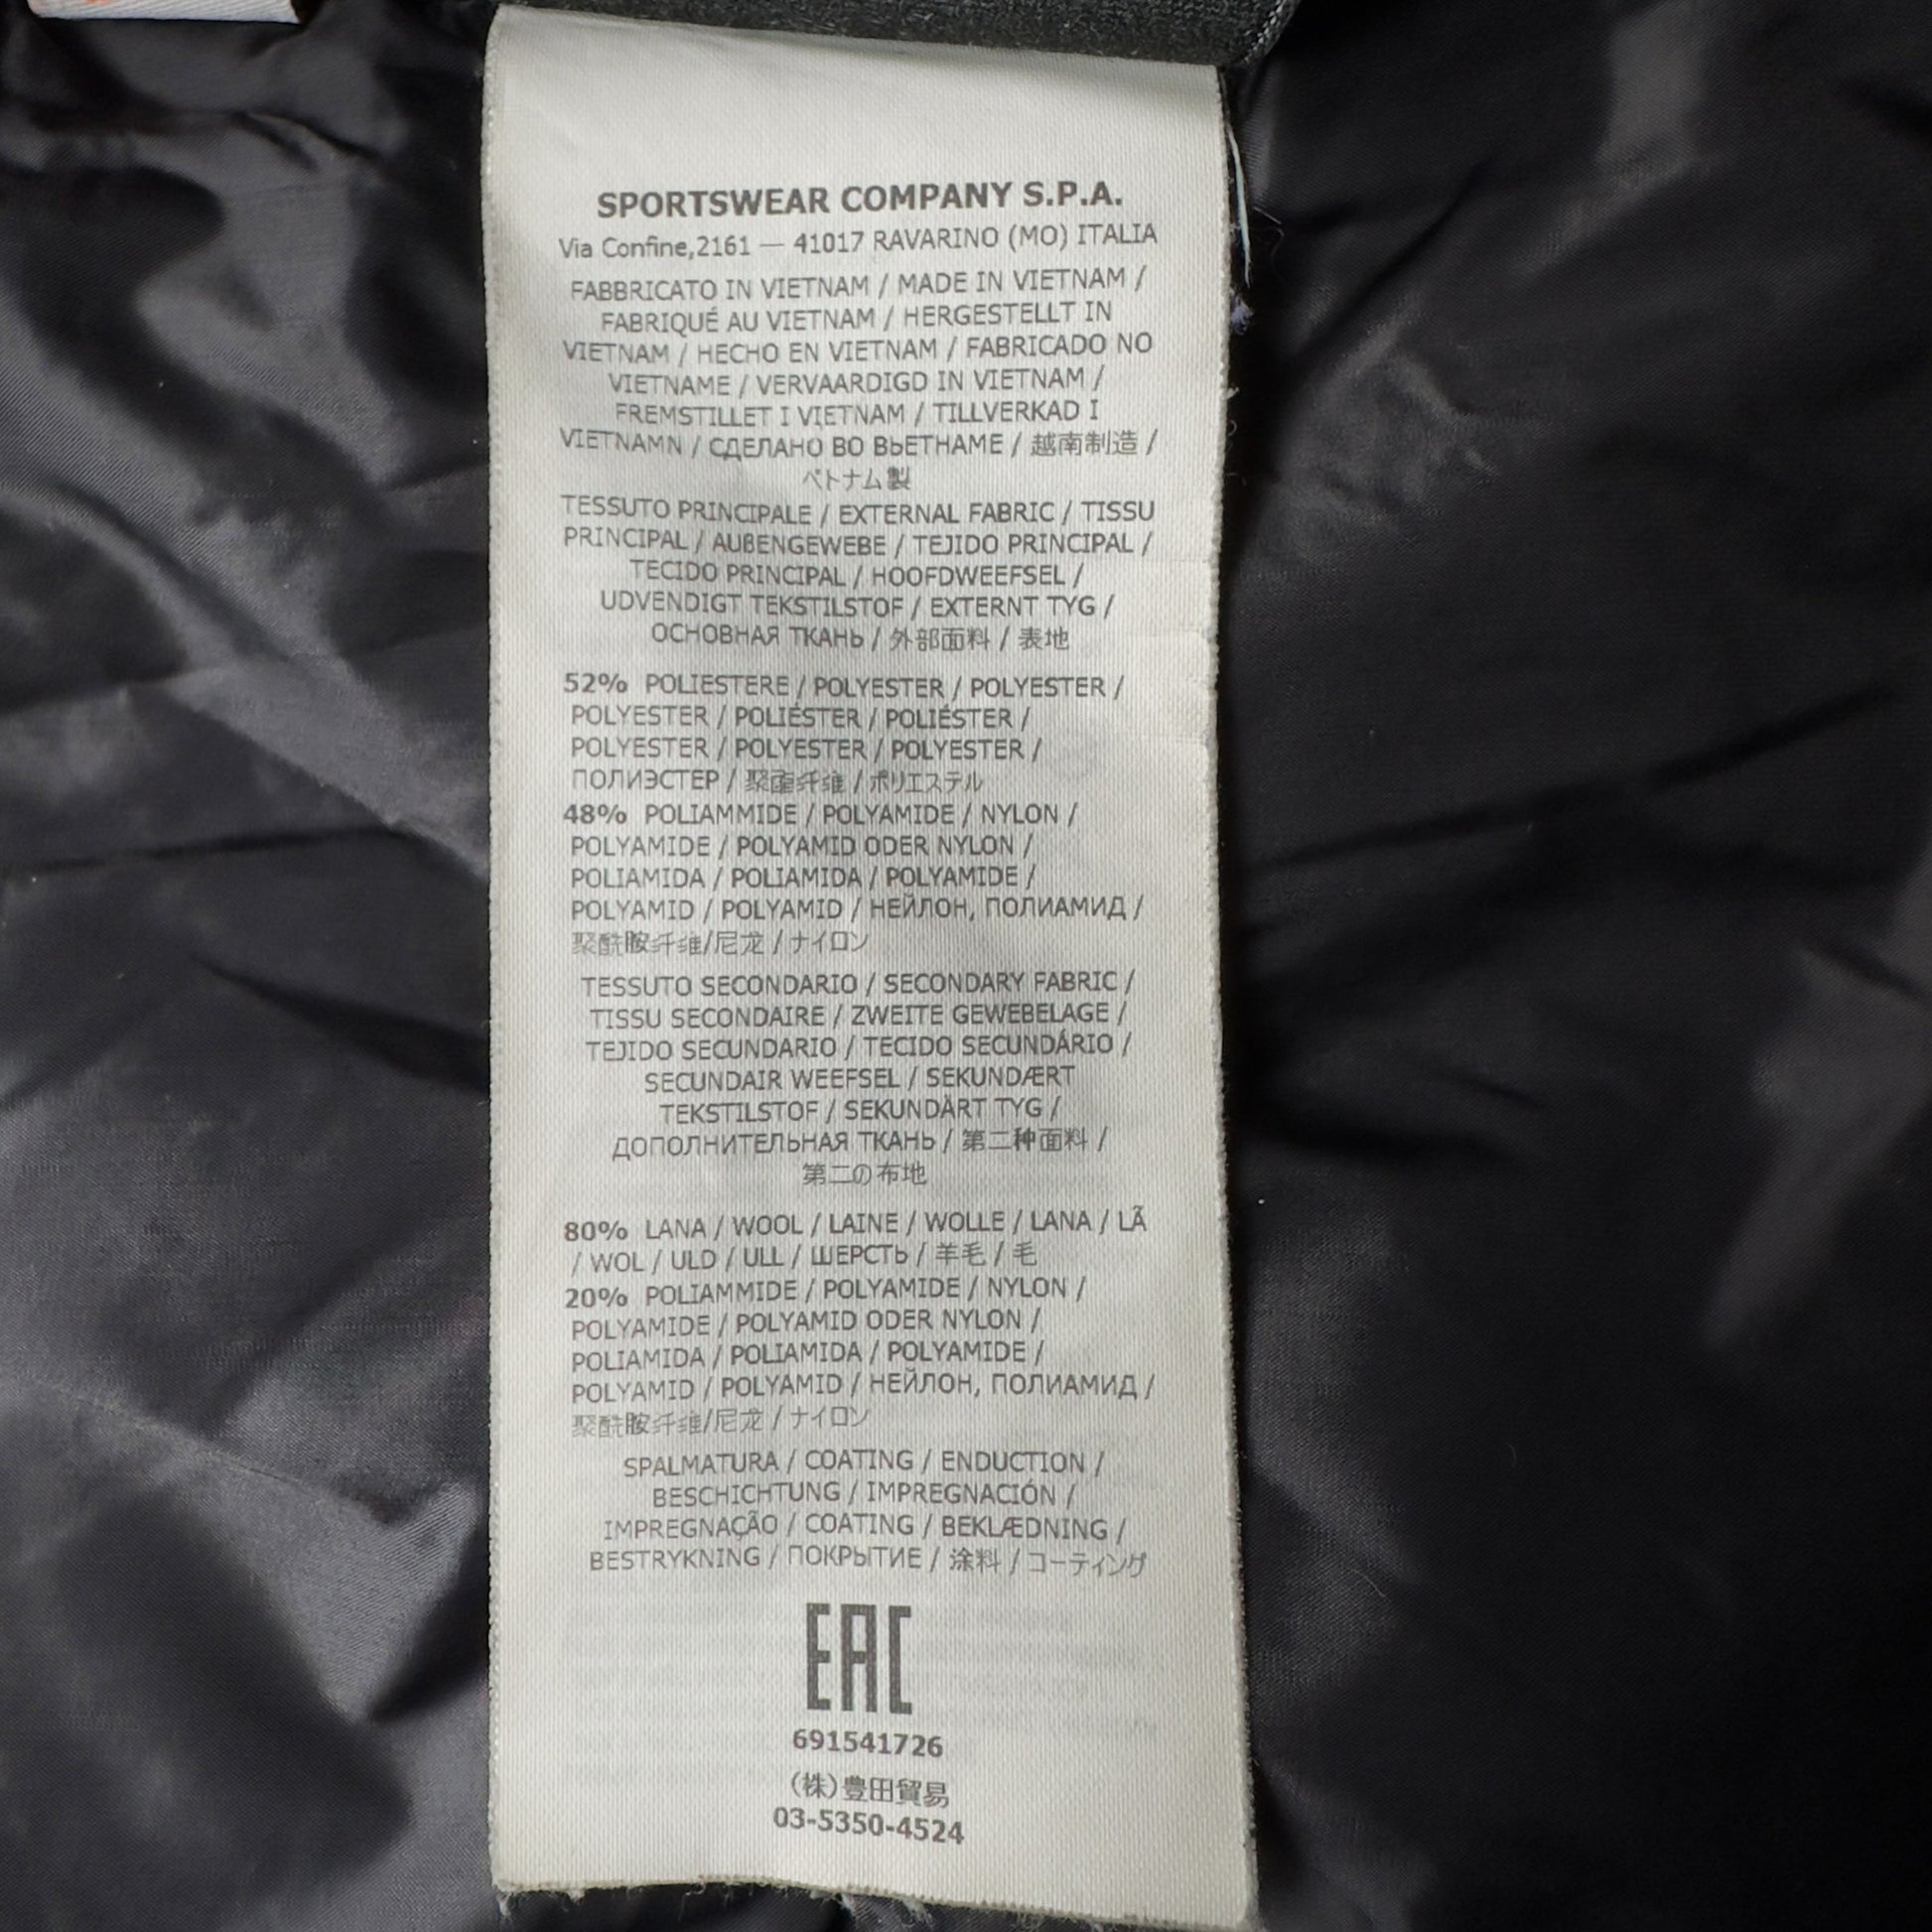 SPORTSWEAR COMPANY S.P.A.
Via Confine,2161 — 41017 RAVARINO (MO) ITALIA
FABBRICATO IN VIETNAM / MADE IN VIETNAM /
FABRIQUÉ AU VIETNAM / HERGESTELLT IN
VIETNAM / HECHO EN VIETNAM / FABRICADO NO
VIETNAME / VERVAARDIGD IN VIETNAM /
FREMSTILLET I VIETNAM / TILLVERKAD I
VIETNAMN / СДЕЛАНО ВО ВЬЕТНАМЕ / 越南制造 /
ベトナム製
TESSUTO PRINCIPALE / EXTERNAL FABRIC / TISSU
PRINCIPAL / AUßENGEWEBE / TEJIDO PRINCIPAL /
TECIDO PRINCIPAL / HOOFDWEEFSEL /
UDVENDIGT TEKSTILSTOF / EXTERNT TYG /
ОСНОВНАЯ ТКАНЬ / 外部面料 / 表地
52% POLIESTERE / POLYESTER / POLYESTER /
POLYESTER / POLIÉSTER / POLIÉSTER /
POLYESTER / POLYESTER / POLYESTER /
ПОЛИЭСТЕР / 聚酯纤维 / ポリエステル
48% POLIAMMIDE / POLYAMIDE / NYLON /
POLYAMIDE / POLYAMID ODER NYLON /
POLIAMIDA / POLIAMIDA / POLYAMIDE /
POLYAMID / POLYAMID / НЕЙЛОН, ПОЛИАМИД /
聚酰胺纤维/尼龙 / ナイロン
TESSUTO SECONDARIO / SECONDARY FABRIC /
TISSU SECONDAIRE / ZWEITE GEWEBELAGE /
TEJIDO SECUNDARIO / TECIDO SECUNDÁRIO /
SECUNDAIR WEEFSEL / SEKUNDÆRT
TEKSTILSTOF / SEKUNDÄRT TYG /
ДОПОЛНИТЕЛЬНАЯ ТКАНЬ / 第二种面料 /
第二の布地
80% LANA / WOOL / LAINE / WOLLE / LANA / LÃ
/ WOL / ULD / ULL / ШЕРСТЬ / 羊毛 / 毛
20% POLIAMMIDE / POLYAMIDE / NYLON /
POLYAMIDE / POLYAMID ODER NYLON /
POLIAMIDA / POLIAMIDA / POLYAMIDE /
POLYAMID / POLYAMID / НЕЙЛОН, ПОЛИАМИД /
聚酰胺纤维/尼龙 / ナイロン
SPALMATURA / COATING / ENDUCTION /
BESCHICHTUNG / IMPREGNACIÓN /
IMPREGNAÇÃO / COATING / BEKLÆDNING /
BESTRYKNING / ПОКРЫТИЕ / 涂料 / コーティング
EAC
691541726
(株)豊田貿易
03-5350-4524